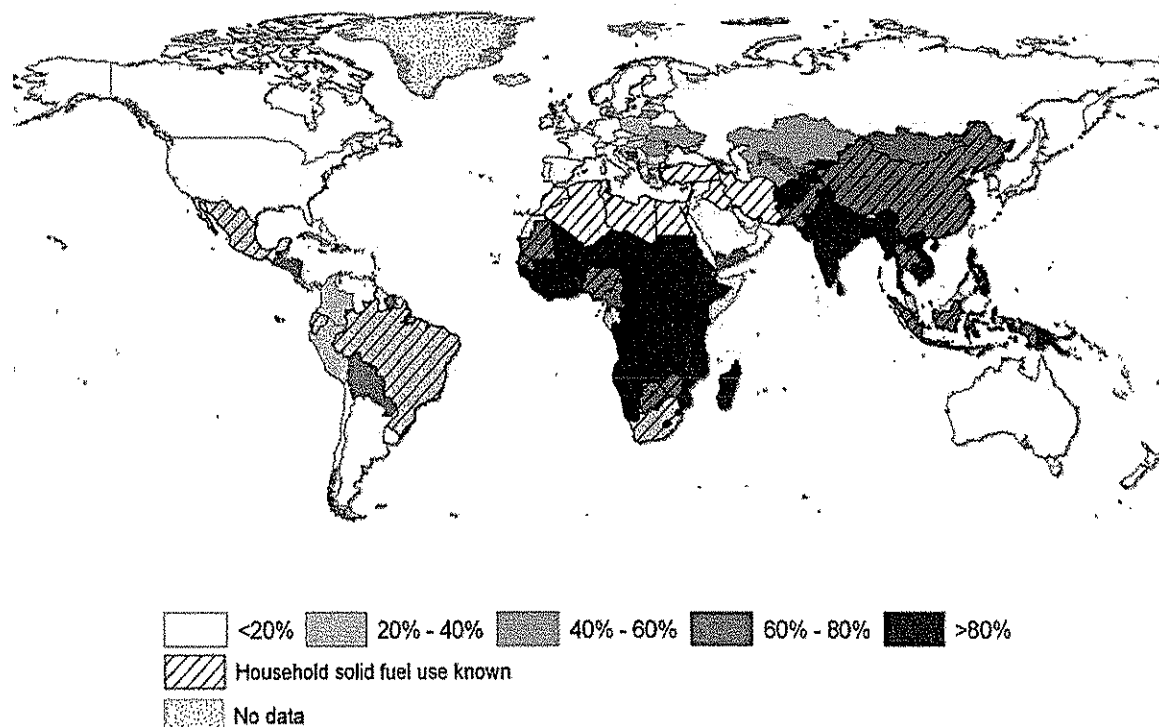 <20% 20% - 40% 40% - 60% 60% - 80% >80%
Household solid fuel use known
No data